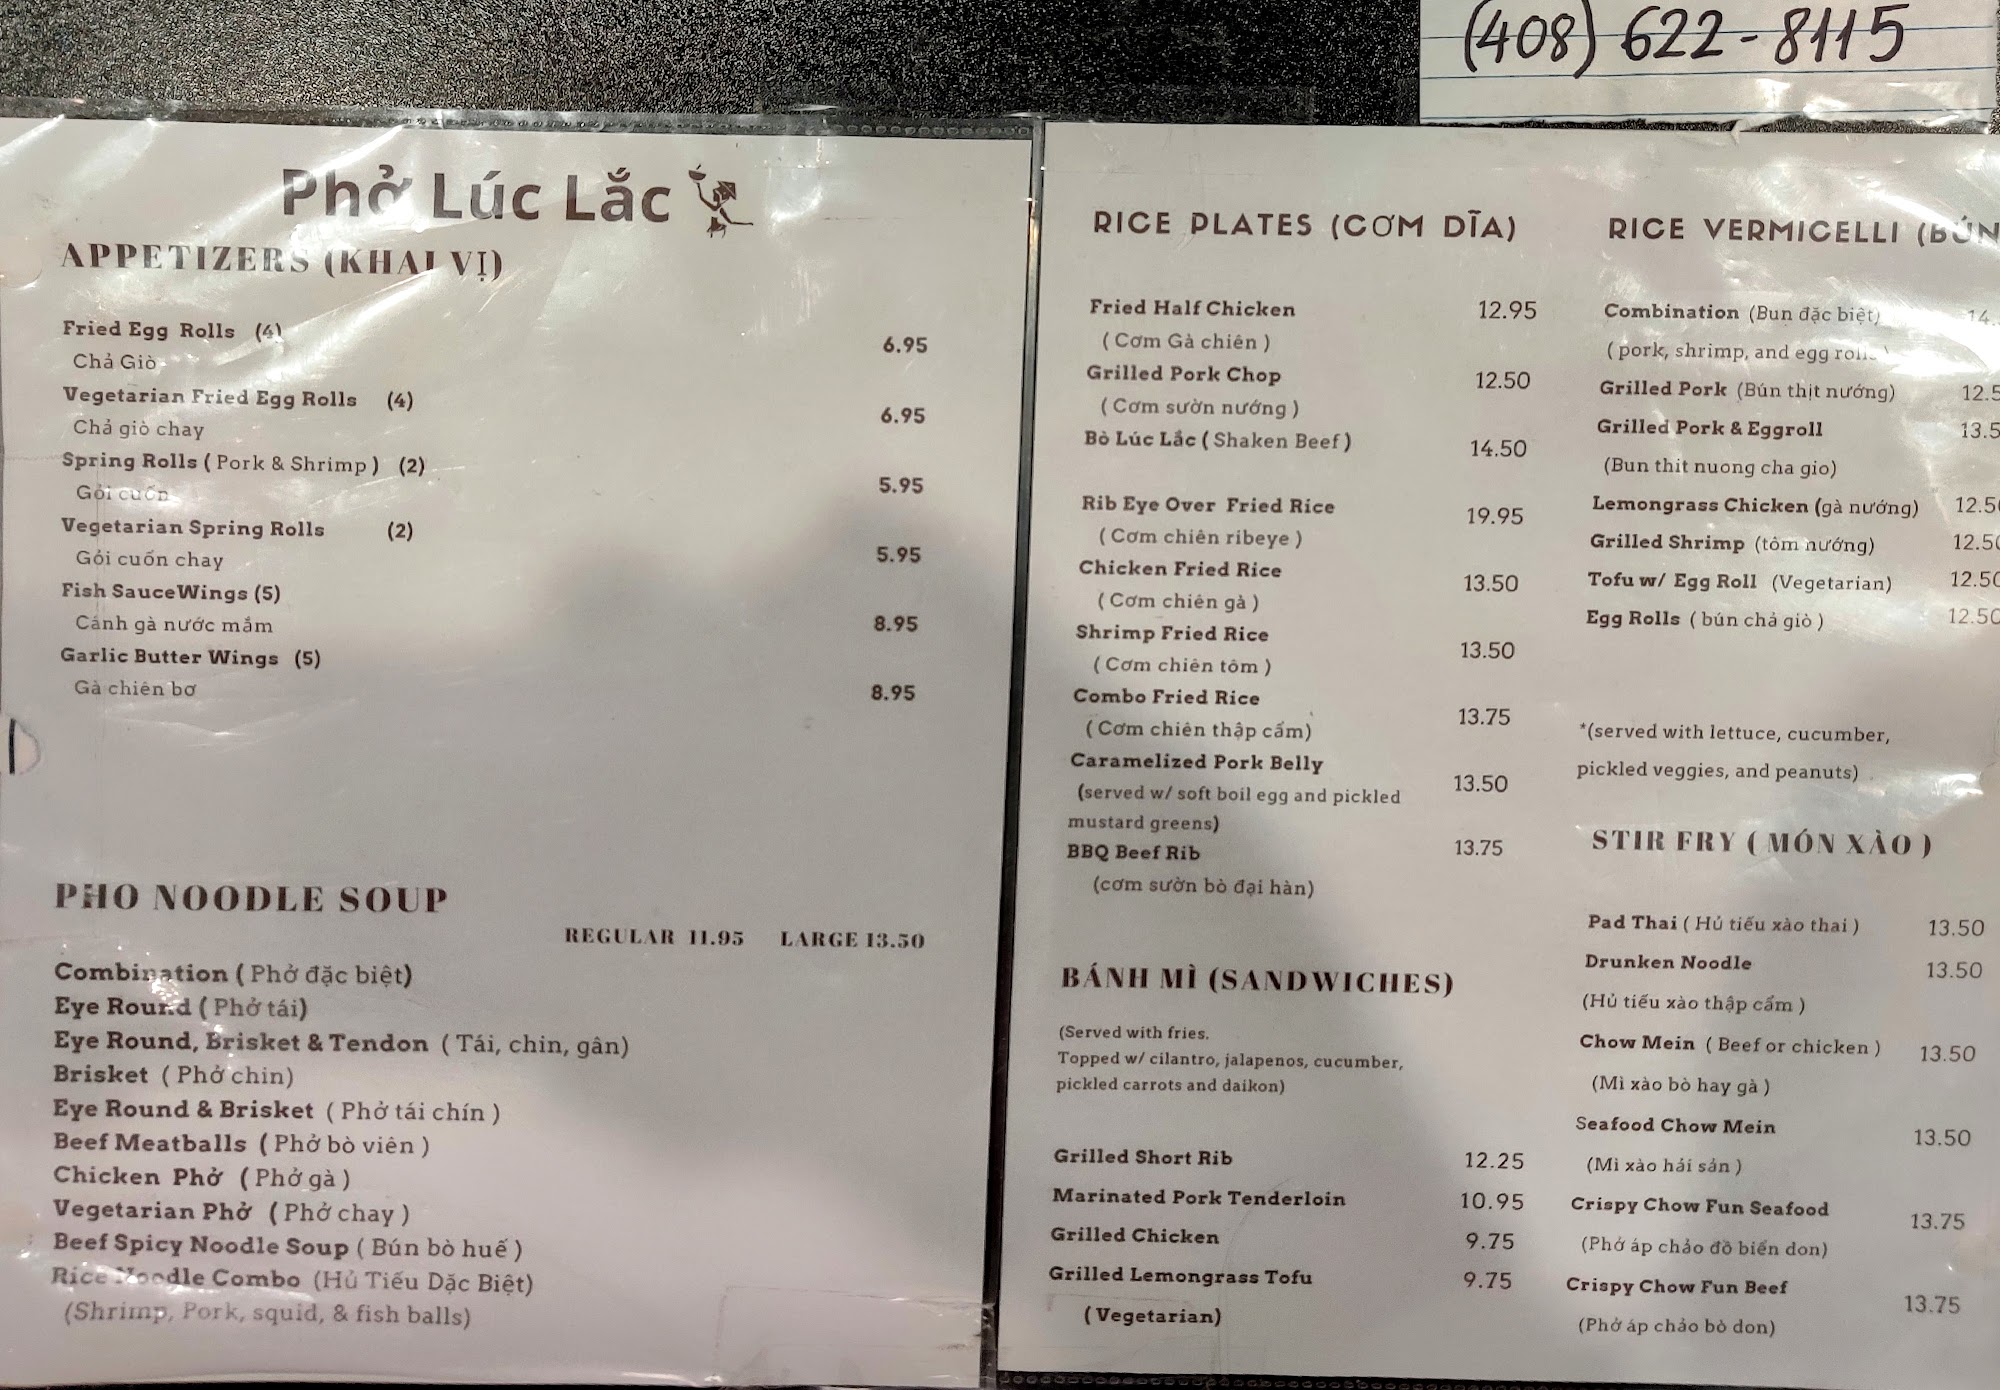 (408) 622-8115
Phở Lúc Lắc
APPETIZERS (KHAI VỊ)
Fried Egg Rolls (4)
Chả Giò
6.95
Vegetarian Fried Egg Rolls (4)
Chả giò chay
6.95
Spring Rolls ( Pork & Shrimp ) (2)
Gỏi cuốn
5.95
Vegetarian Spring Rolls (2)
Gỏi cuốn chay
5.95
Fish SauceWings (5)
Cánh gà nước mắm
8.95
Garlic Butter Wings (5)
Gà chiên bơ
8.95
PHO NOODLE SOUP
REGULAR 11.95 LARGE 13.50
Combination ( Phở đặc biệt)
Eye Round ( Phở tái)
Eye Round, Brisket & Tendon ( Tái, chin, gân)
Brisket ( Phở chin)
Eye Round & Brisket ( Phở tái chín )
Beef Meatballs ( Phở bò viên )
Chicken Phở ( Phở gà )
Vegetarian Phở ( Phở chay )
Beef Spicy Noodle Soup ( Bún bò huế )
Rice Noodle Combo (Hủ Tiếu Dặc Biệt)
(Shrimp, Pork, squid, & fish balls)
RICE PLATES (CƠM DĨA)
Fried Half Chicken 12.95
( Cơm Gà chiên )
Grilled Pork Chop 12.50
( Cơm sườn nướng )
Bò Lúc Lắc ( Shaken Beef ) 14.50
Rib Eye Over Fried Rice 19.95
( Cơm chiên ribeye )
Chicken Fried Rice 13.50
( Cơm chiên gà )
Shrimp Fried Rice 13.50
( Cơm chiên tôm )
Combo Fried Rice 13.75
( Cơm chiên thập cẩm)
Caramelized Pork Belly 13.50
(served w/ soft boil egg and pickled
mustard greens)
BBQ Beef Rib 13.75
(cơm sườn bò đại hàn)
BÁNH MÌ (SANDWICHES)
(Served with fries.
Topped w/ cilantro, jalapenos, cucumber,
pickled carrots and daikon)
Grilled Short Rib 12.25
Marinated Pork Tenderloin 10.95
Grilled Chicken 9.75
Grilled Lemongrass Tofu 9.75
( Vegetarian)
RICE VERMICELLI (BÚN
Combination (Bun đặc biệt) 14.
( pork, shrimp, and egg rolls )
Grilled Pork (Bún thịt nướng) 12.5
Grilled Pork & Eggroll 13.5
(Bun thit nuong cha gio)
Lemongrass Chicken (gà nướng) 12.50
Grilled Shrimp (tôm nướng) 12.50
Tofu w/ Egg Roll (Vegetarian) 12.50
Egg Rolls ( bún chả giò ) 12.50
*(served with lettuce, cucumber,
pickled veggies, and peanuts)
STIR FRY ( MÓN XÀO )
Pad Thai ( Hủ tiếu xào thai ) 13.50
Drunken Noodle 13.50
(Hủ tiếu xào thập cẩm )
Chow Mein ( Beef or chicken ) 13.50
(Mì xào bò hay gà )
Seafood Chow Mein 13.50
(Mì xào hải sản )
Crispy Chow Fun Seafood 13.75
(Phở áp chảo đồ biển don)
Crispy Chow Fun Beef 13.75
(Phở áp chảo bò don)